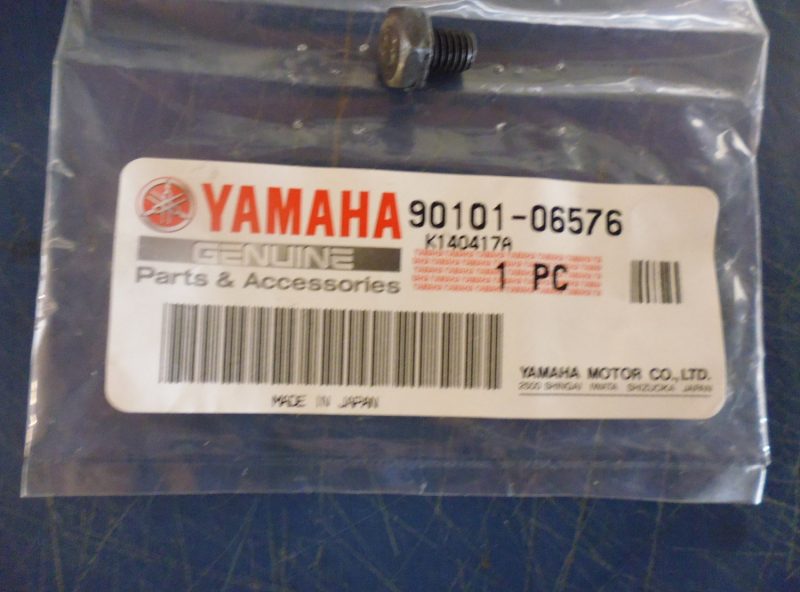 YAMAHA 90101-06576
K140417A
GENUINE
Parts & Accessories
1 PC
YAMAHA MOTOR CO., LTD.
2500 SHINGAI IWATA SHIZUOKA JAPAN
MADE IN JAPAN